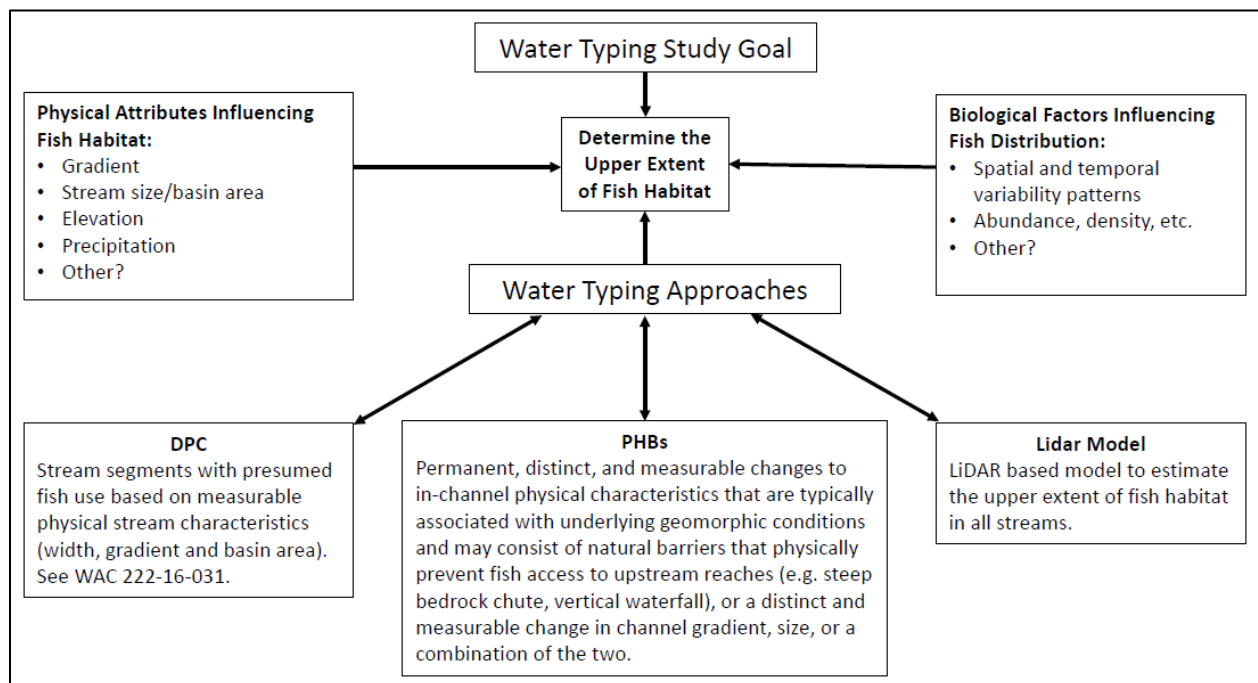 Water Typing Study Goal
Physical Attributes Influencing
Fish Habitat:
• Gradient
• Stream size/basin area
• Elevation
• Precipitation
• Other?
Determine the
Upper Extent
of Fish Habitat
Biological Factors Influencing
Fish Distribution:
• Spatial and temporal
variability patterns
• Abundance, density, etc.
• Other?
Water Typing Approaches
DPC
Stream segments with presumed
fish use based on measurable
physical stream characteristics
(width, gradient and basin area).
See WAC 222-16-031.
PHBs
Permanent, distinct, and measurable changes to
in-channel physical characteristics that are typically
associated with underlying geomorphic conditions
and may consist of natural barriers that physically
prevent fish access to upstream reaches (e.g. steep
bedrock chute, vertical waterfall), or a distinct and
measurable change in channel gradient, size, or a
combination of the two.
Lidar Model
LiDAR based model to estimate
the upper extent of fish habitat
in all streams.